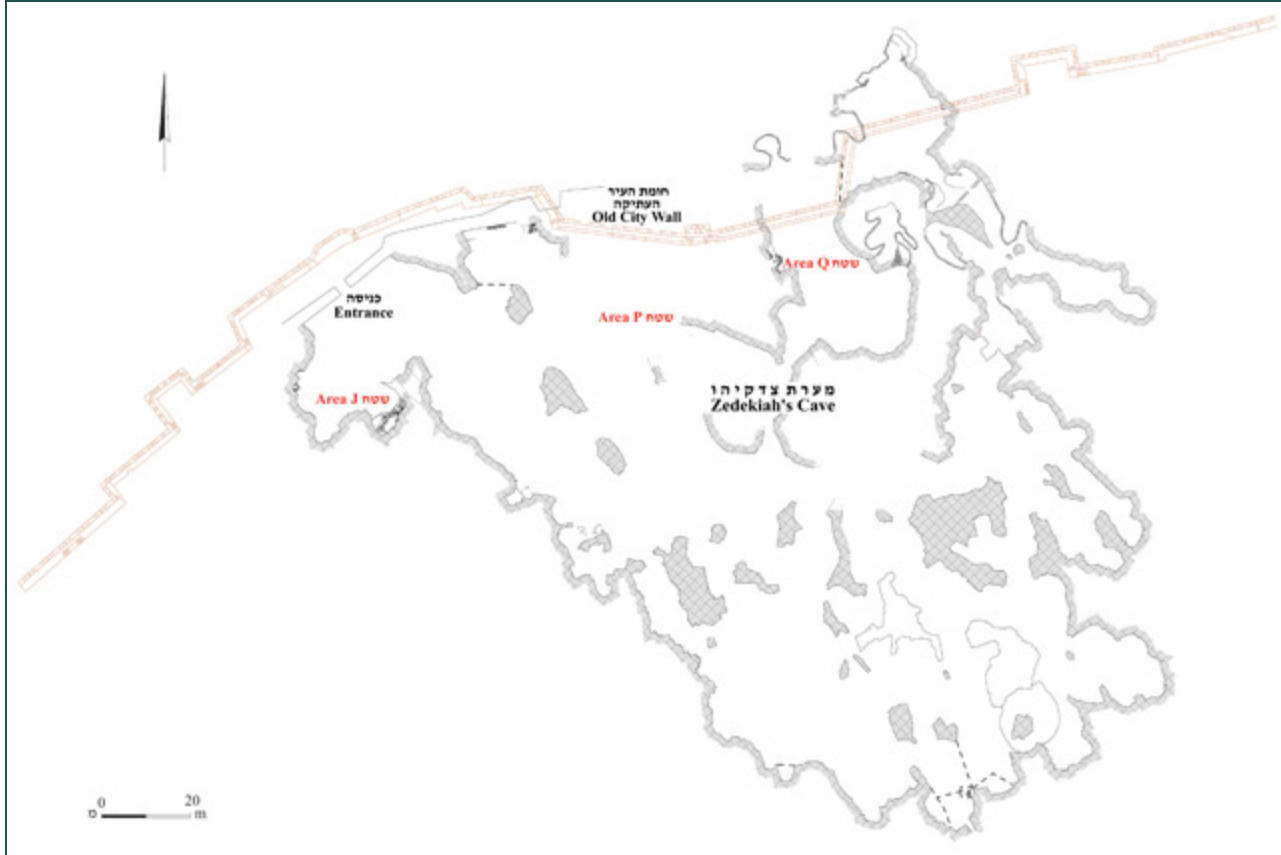 חומת העיר
העתיקה
Old City Wall
Area Q שטח
כניסה
Entrance
Area P שטח
מערת צדקיהו
Zedekiah's Cave
Area J שטח
0 20
מ m